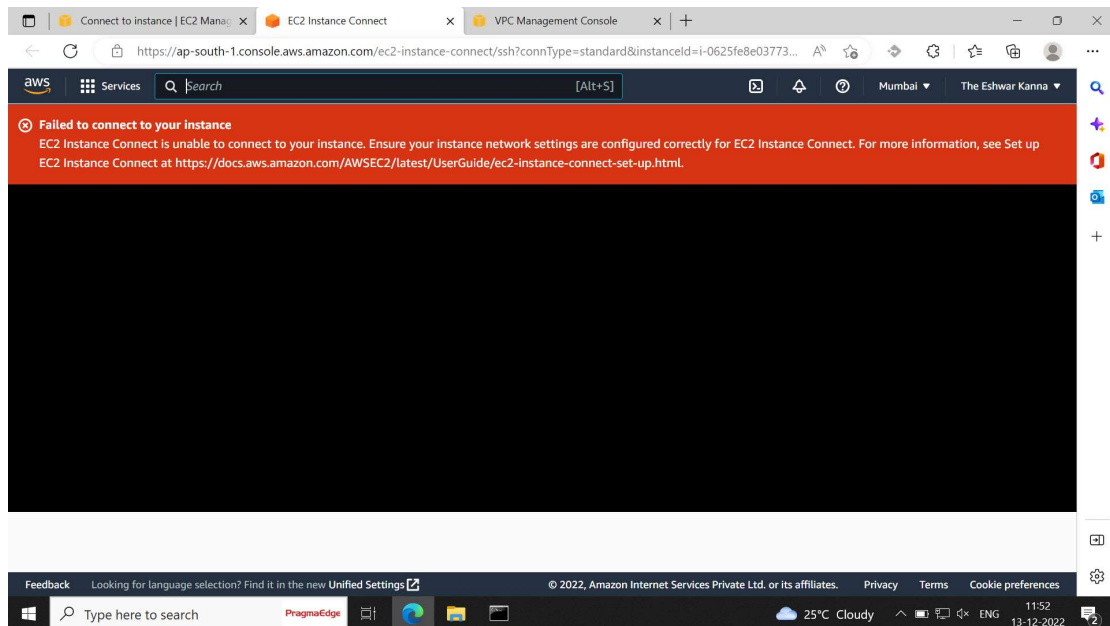 Connect to instance | EC2 Manag
EC2 Instance Connect
VPC Management Console
https://ap-south-1.console.aws.amazon.com/ec2-instance-connect/ssh?connType=standard&instanceId=i-0625fe8e03773...
aws
Services
Search
[Alt+S]
Mumbai
The Eshwar Kanna
Failed to connect to your instance
EC2 Instance Connect is unable to connect to your instance. Ensure your instance network settings are configured correctly for EC2 Instance Connect. For more information, see Set up
EC2 Instance Connect at https://docs.aws.amazon.com/AWSEC2/latest/UserGuide/ec2-instance-connect-set-up.html.
Feedback
Looking for language selection? Find it in the new Unified Settings
© 2022, Amazon Internet Services Private Ltd. or its affiliates.
Privacy
Terms
Cookie preferences
Type here to search
PragmaEdge
25°C Cloudy
ENG
11:52
13-12-2022
2